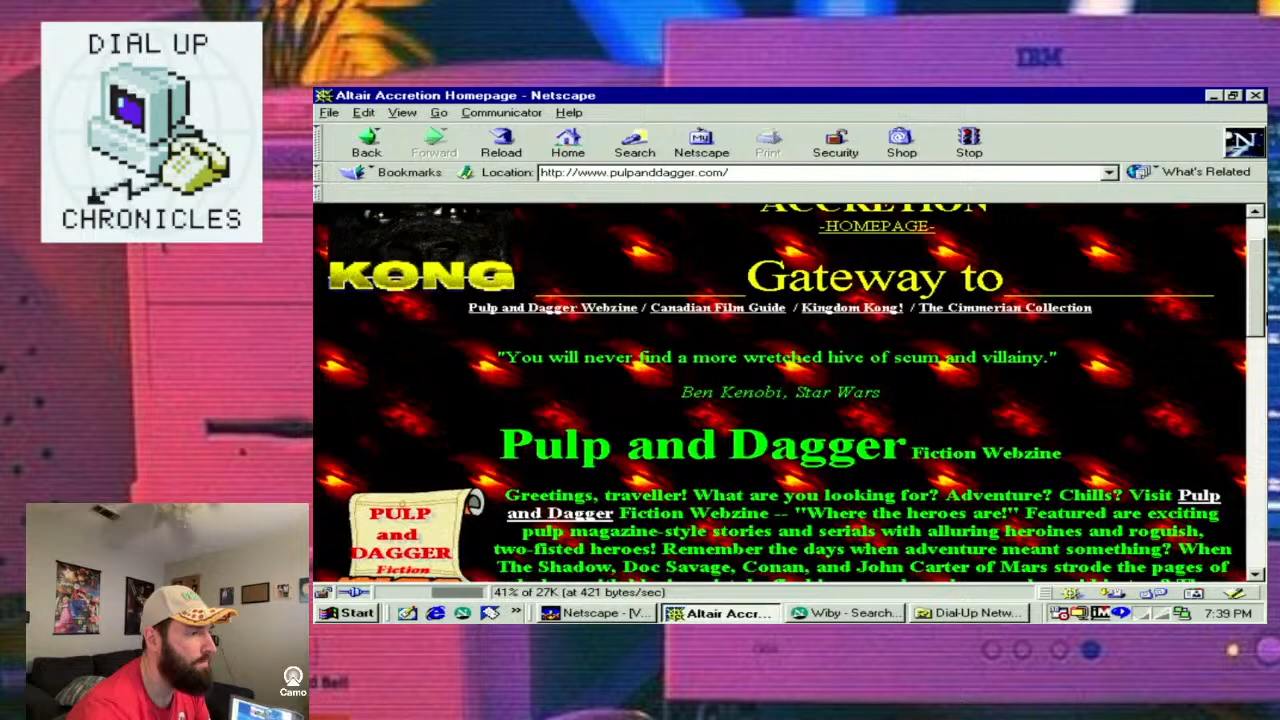 DIAL UP
CHRONICLES
IBM
Altair Accretion Homepage - Netscape
File Edit View Go Communicator Help
Back Forward Reload Home Search Netscape Print Security Shop Stop
My
N
Bookmarks Location: http://www.pulpanddagger.com/ What's Related
ACCRETION
-HOMEPAGE-
KONG
Gateway to
Pulp and Dagger Webzine / Canadian Film Guide / Kingdom Kong! / The Cimmerian Collection
"You will never find a more wretched hive of scum and villainy."
Ben Kenobi, Star Wars
Pulp and Dagger Fiction Webzine
PULP
and
DAGGER
Fiction
Greetings, traveller! What are you looking for? Adventure? Chills? Visit Pulp
and Dagger Fiction Webzine -- "Where the heroes are!" Featured are exciting
pulp magazine-style stories and serials with alluring heroines and roguish,
two-fisted heroes! Remember the days when adventure meant something? When
The Shadow, Doc Savage, Conan, and John Carter of Mars strode the pages of
41% of 27K (at 421 bytes/sec)
Start Netscape - [V... Altair Accr... Wiby - Search... Dial-Up Netw... 7:39 PM
Camo
d Bell